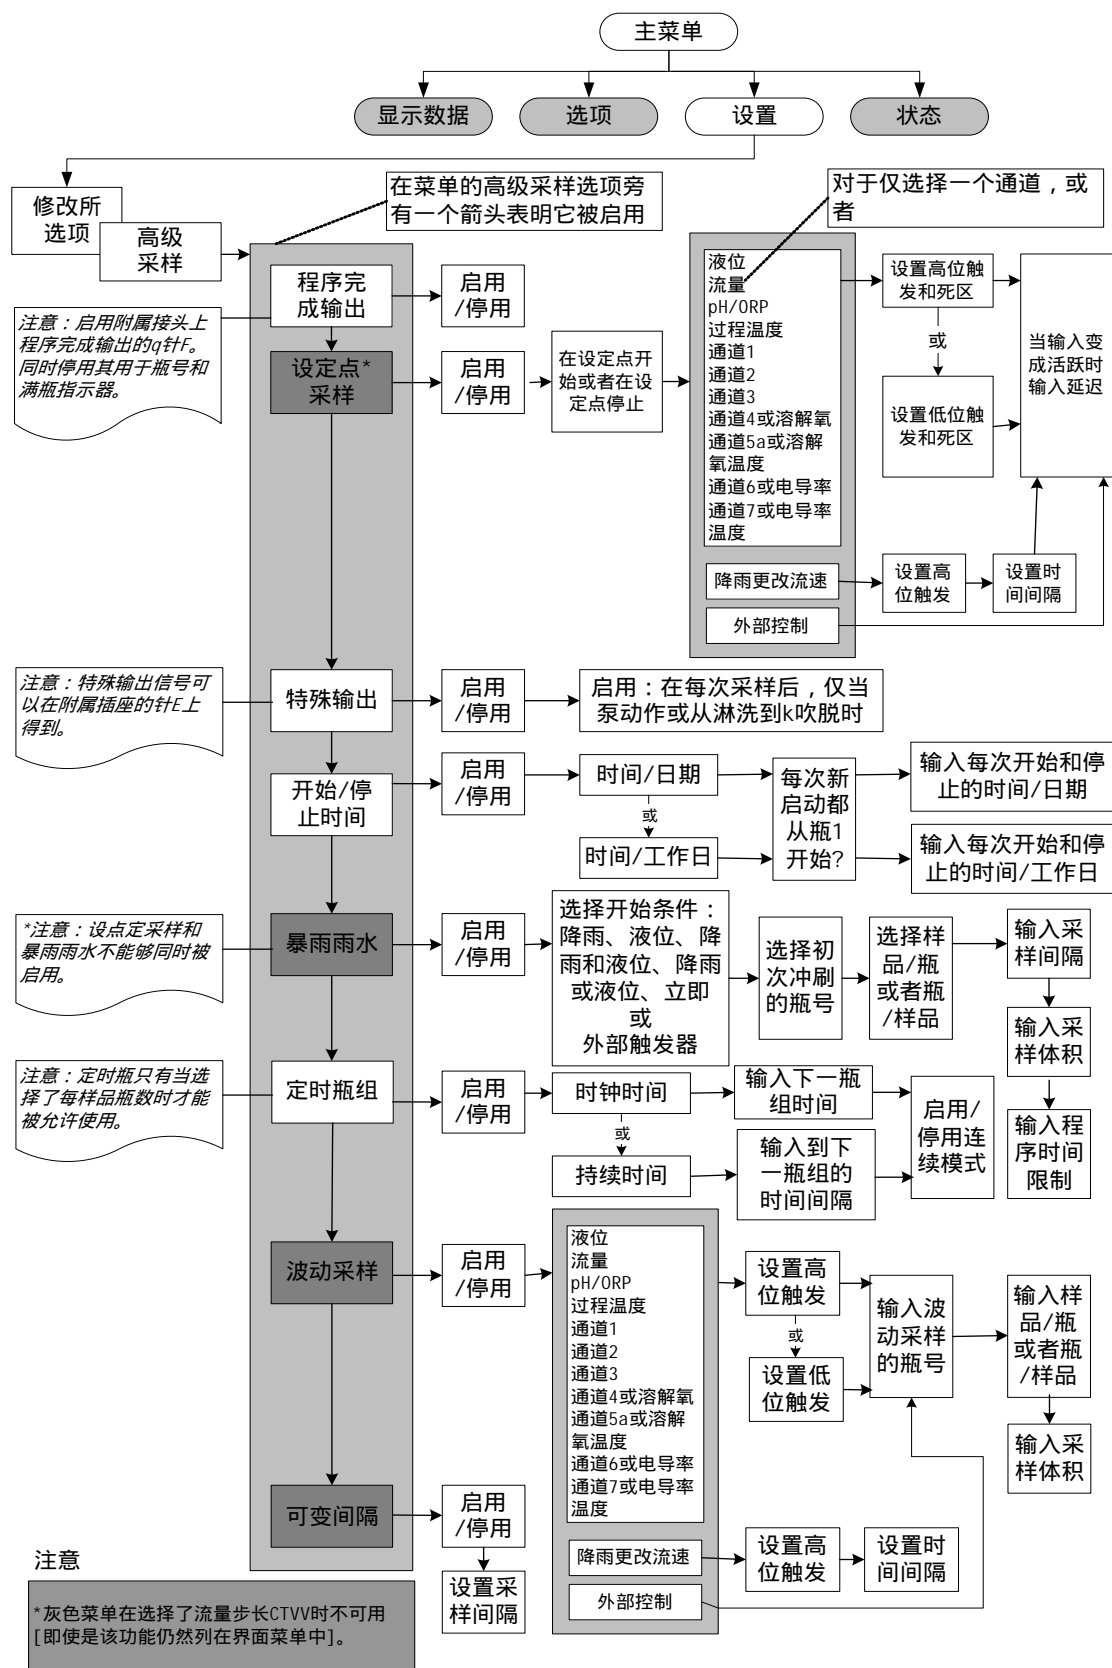 主菜单
显示数据
选项
设置
状态
修改所
选项
高级
采样
在菜单的高级采样选项旁
有一个箭头表明它被启用
对于仅选择一个通道，或
者
程序完
成输出
启用
/停用
注意：启用附属接头上
程序完成输出的q针F。
同时停用其用于瓶号和
满瓶指示器。
设定点*
采样
启用
/停用
在设定点开
始或者在设
定点停止
液位
流量
pH/ORP
过程温度
通道1
通道2
通道3
通道4或溶解氧
通道5a或溶解
氧温度
通道6或电导率
通道7或电导率
温度
设置高位触
发和死区
或
设置低位触
发和死区
当输入变
成活跃时
输入延迟
降雨更改流速
设置高
位触发
设置时
间间隔
外部控制
注意：特殊输出信号可
以在附属插座的针E上
得到。
特殊输出
启用
/停用
启用：在每次采样后，仅当
泵动作或从淋洗到k吹脱时
开始/停
止时间
启用
/停用
时间/日期
或
时间/工作日
每次新
启动都
从瓶1
开始?
输入每次开始和停
止的时间/日期
输入每次开始和停
止的时间/工作日
*注意：设点定采样和
暴雨雨水不能够同时被
启用。
暴雨雨水
启用
/停用
选择开始条件：
降雨、液位、降
雨和液位、降雨
或液位、立即
或
外部触发器
选择初
次冲刷
的瓶号
选择样
品/瓶
或者瓶
/样品
输入采
样间隔
输入采
样体积
输入程
序时间
限制
注意：定时瓶只有当选
择了每样品瓶数时才能
被允许使用。
定时瓶组
启用
/停用
时钟时间
或
持续时间
输入下一瓶
组时间
输入到下
一瓶组的
时间间隔
启用/
停用连
续模式
波动采样
启用
/停用
液位
流量
pH/ORP
过程温度
通道1
通道2
通道3
通道4或溶解氧
通道5a或溶解
氧温度
通道6或电导率
通道7或电导率
温度
设置高
位触发
或
设置低
位触发
输入波
动采样
的瓶号
输入样
品/瓶
或者瓶
/样品
输入采
样体积
降雨更改流速
设置高
位触发
设置时
间间隔
外部控制
可变间隔
启用
/停用
设置采
样间隔
注意
*灰色菜单在选择了流量步长CTVV时不可用
[即使是该功能仍然列在界面菜单中]。